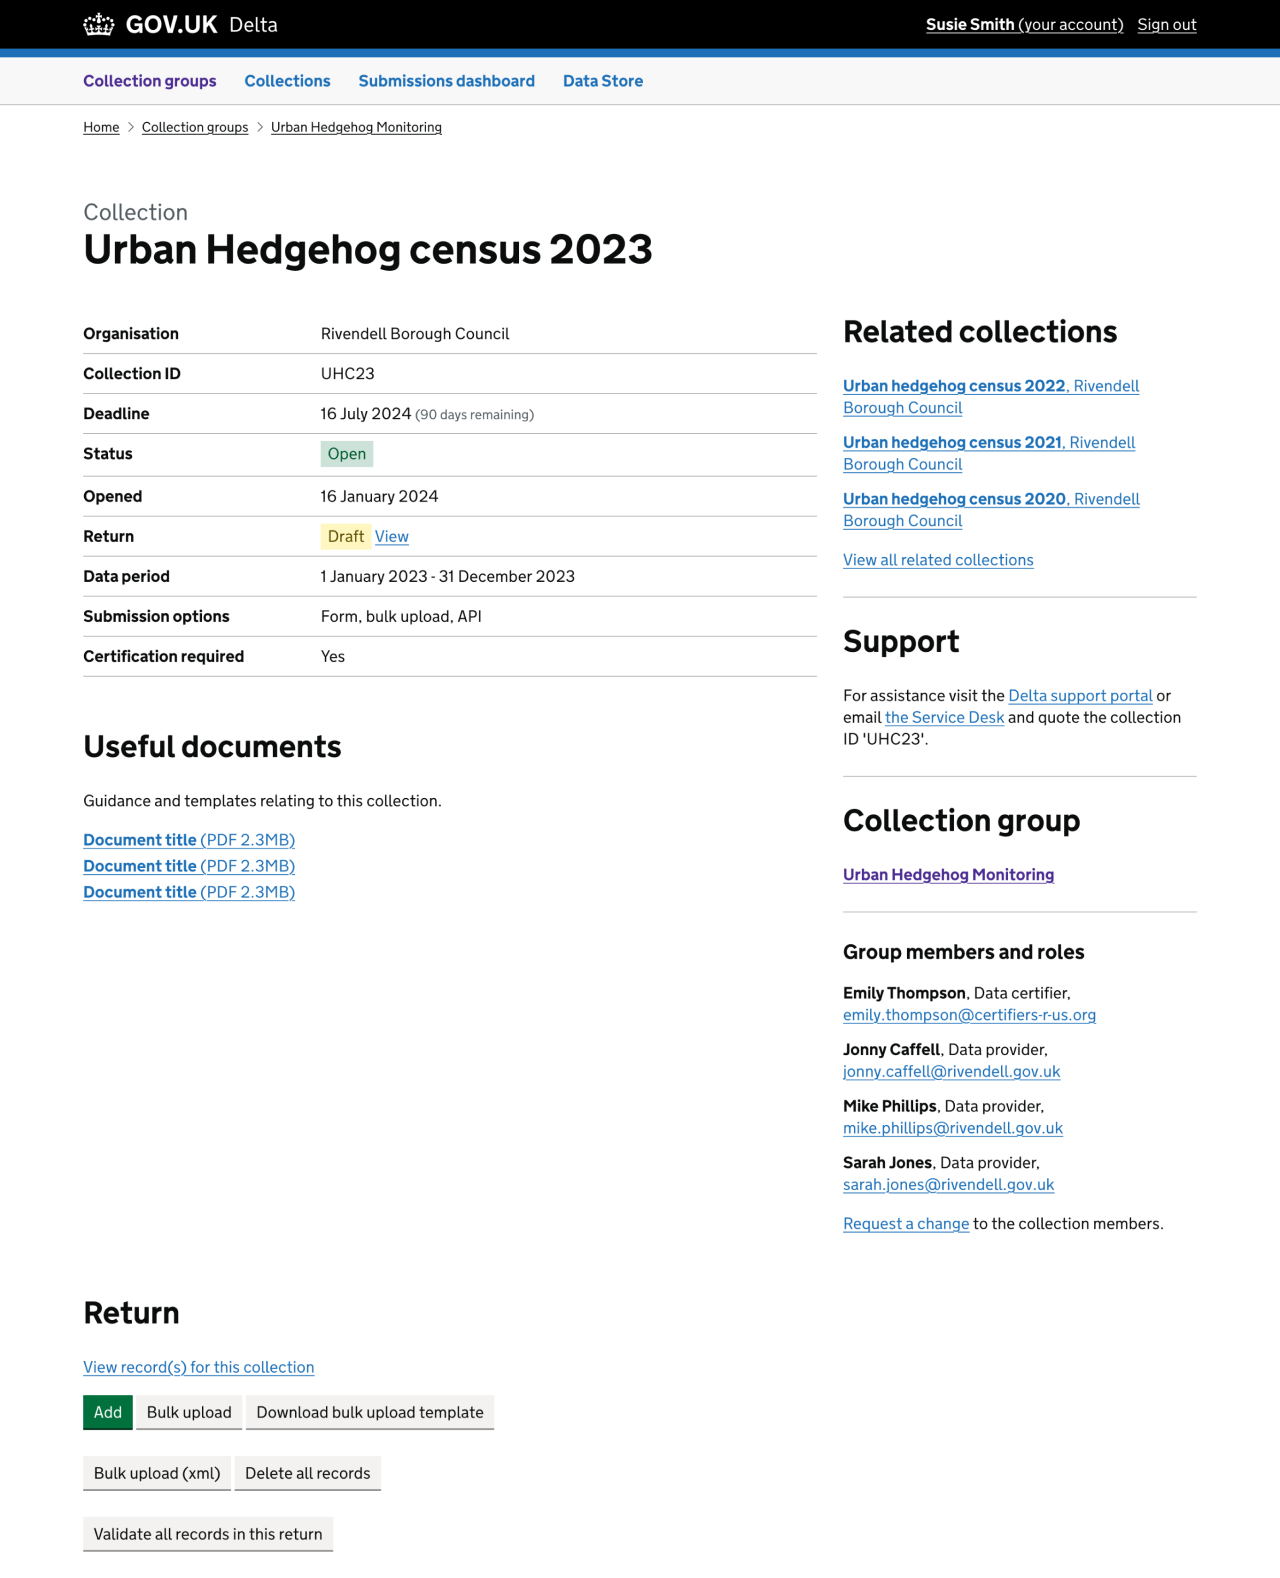 GOV.UK Delta
Susie Smith (your account) Sign out
Collection groups Collections Submissions dashboard Data Store
Home Collection groups Urban Hedgehog Monitoring
Collection
Urban Hedgehog census 2023
Organisation Rivendell Borough Council
Collection ID UHC23
Deadline 16 July 2024 (90 days remaining)
Status Open
Opened 16 January 2024
Return Draft View
Data period 1 January 2023 - 31 December 2023
Submission options Form, bulk upload, API
Certification required Yes
Useful documents
Guidance and templates relating to this collection.
Document title (PDF 2.3MB)
Document title (PDF 2.3MB)
Document title (PDF 2.3MB)
Related collections
Urban hedgehog census 2022, Rivendell
Borough Council
Urban hedgehog census 2021, Rivendell
Borough Council
Urban hedgehog census 2020, Rivendell
Borough Council
View all related collections
Support
For assistance visit the Delta support portal or
email the Service Desk and quote the collection
ID 'UHC23'.
Collection group
Urban Hedgehog Monitoring
Group members and roles
Emily Thompson, Data certifier,
emily.thompson@certifiers-r-us.org
Jonny Caffell, Data provider,
jonny.caffell@rivendell.gov.uk
Mike Phillips, Data provider,
mike.phillips@rivendell.gov.uk
Sarah Jones, Data provider,
sarah.jones@rivendell.gov.uk
Request a change to the collection members.
Return
View record(s) for this collection
Add Bulk upload Download bulk upload template
Bulk upload (xml) Delete all records
Validate all records in this return